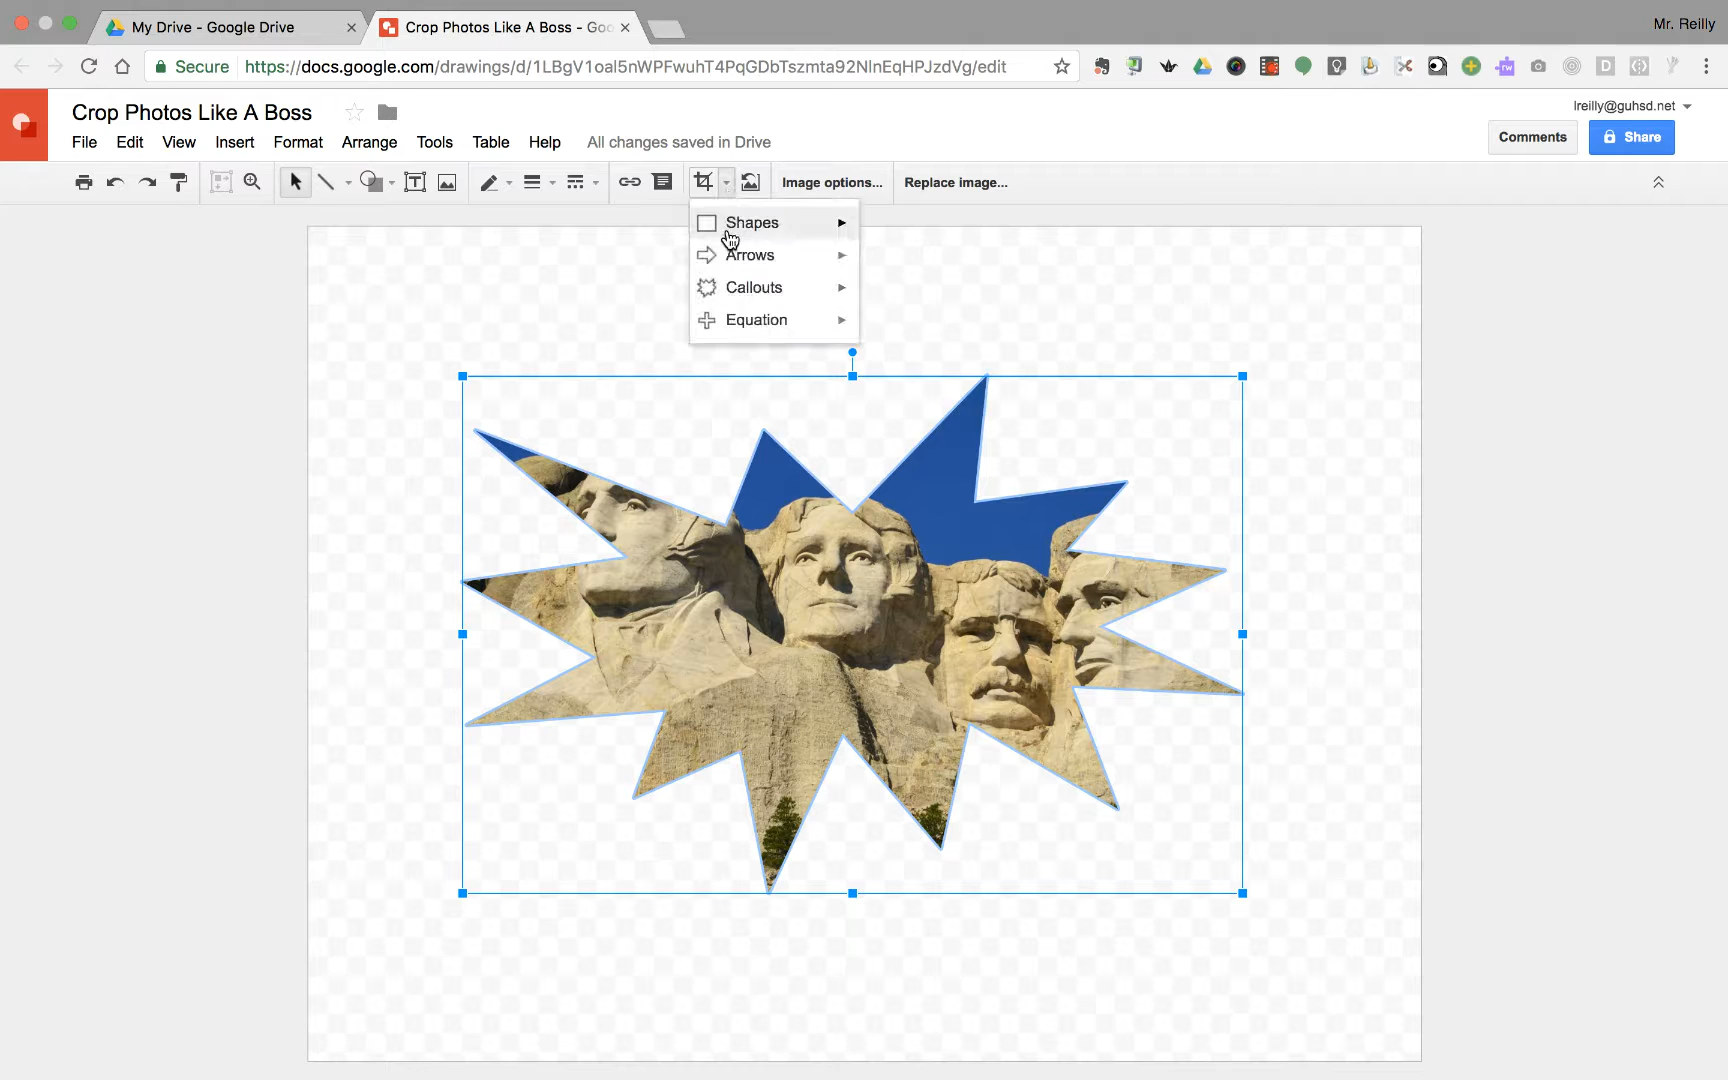 My Drive - Google Drive
Crop Photos Like A Boss - Goo
Mr. Reilly
Secure
https://docs.google.com/drawings/d/1LBgV1oal5nWPFwuhT4PqGDbTszmta92NlnEqHPJzdVg/edit
Crop Photos Like A Boss
lreilly@guhsd.net
File Edit View Insert Format Arrange Tools Table Help All changes saved in Drive
Comments
Share
Image options...
Replace image...
Shapes
Arrows
Callouts
Equation